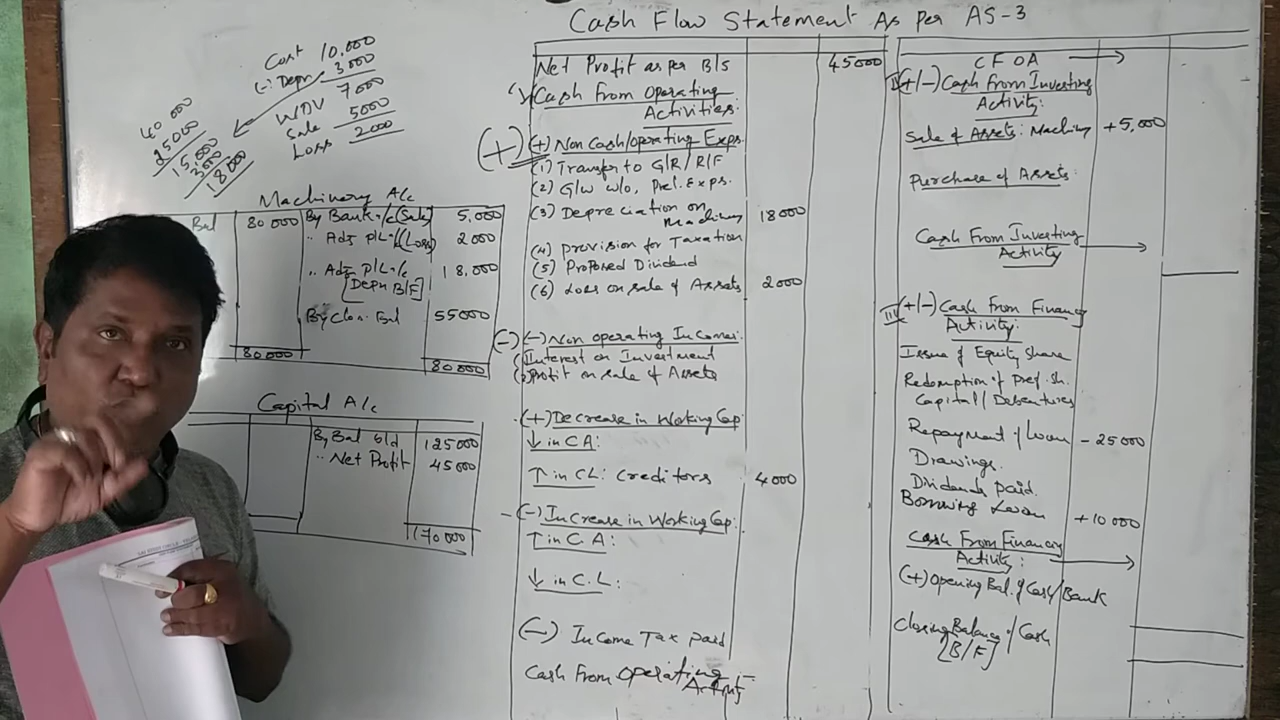 Cash Flow Statement As per AS-3
Cost 10,000
(-) Depn 3000
WDV 7000
Sale 5000
Loss 2000
40000
25000
15,000
3000
18000
Machinery A/c
Bal 80000 By Bank A/c (Sale) 5.000
" Adj P/L A/c (Loss) 2000
" Adj P/L A/c 18,000
[Depn B/F]
By Clos. Bal 55000
80000 80000
Capital A/c
By Bal b/d 125000
" Net Profit 45000
170000
Net Profit as per B/S 45000
Cash From Operating
Activities.
(+) (+) Non Cash/operating Exps.
(1) Transfer to G/R / R/F
(2) G/W w/o, Prel. Exps.
(3) Depreciation on Machinery 18000
(4) Provision for Taxation
(5) Proposed Dividend
(6) Loss on sale of Assets 2000
(-) (-) Non operating Incomes:
Interest on Investment
Profit on sale of Assets
(+) Decrease in Working Cap
↓ in CA:
↑ in CL: Creditors 4000
(-) Increase in Working Cap:
↑ in C.A:
↓ in C.L:
(-) Income Tax paid
Cash From Operating Activity
CFOA →
II (+/-) Cash From Investing
Activity:
Sale of Assets: Machinery +5,000
Purchase of Assets:
Cash From Investing
Activity →
III (+/-) Cash From Financing
Activity:
Issue of Equity Share
Redemption of Pref. Sh.
Capital / Debentures
Repayment of Loan -25000
Drawings.
Dividends paid.
Borrowing Loan +10000
Cash From Financing
Activity: →
(+) Opening Bal. of Cash/Bank
Closing Balance of Cash
[B/F]